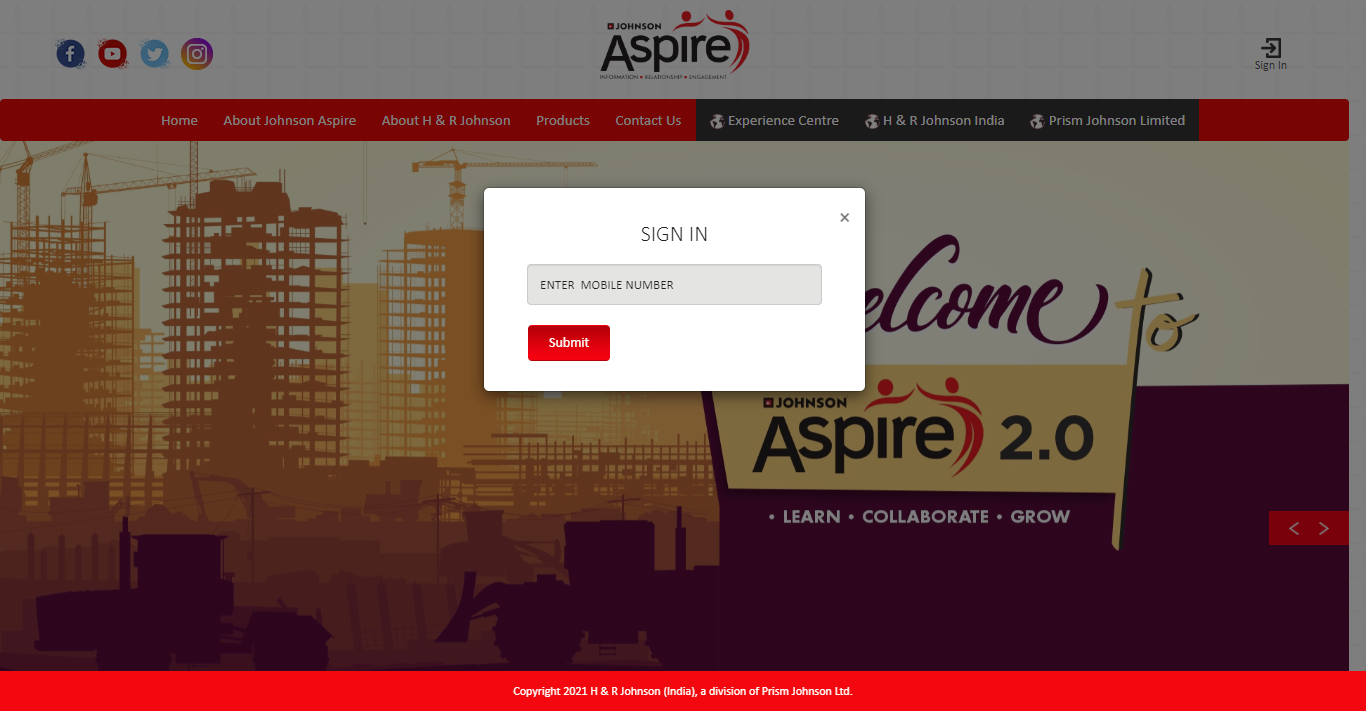 JOHNSON
Aspire
INFORMATION • RELATIONSHIP • ENGAGEMENT
Sign In
Home About Johnson Aspire About H & R Johnson Products Contact Us Experience Centre H & R Johnson India Prism Johnson Limited
×
SIGN IN
ENTER MOBILE NUMBER
Submit
elcome to
JOHNSON
Aspire 2.0
• LEARN • COLLABORATE • GROW
Copyright 2021 H & R Johnson (India), a division of Prism Johnson Ltd.